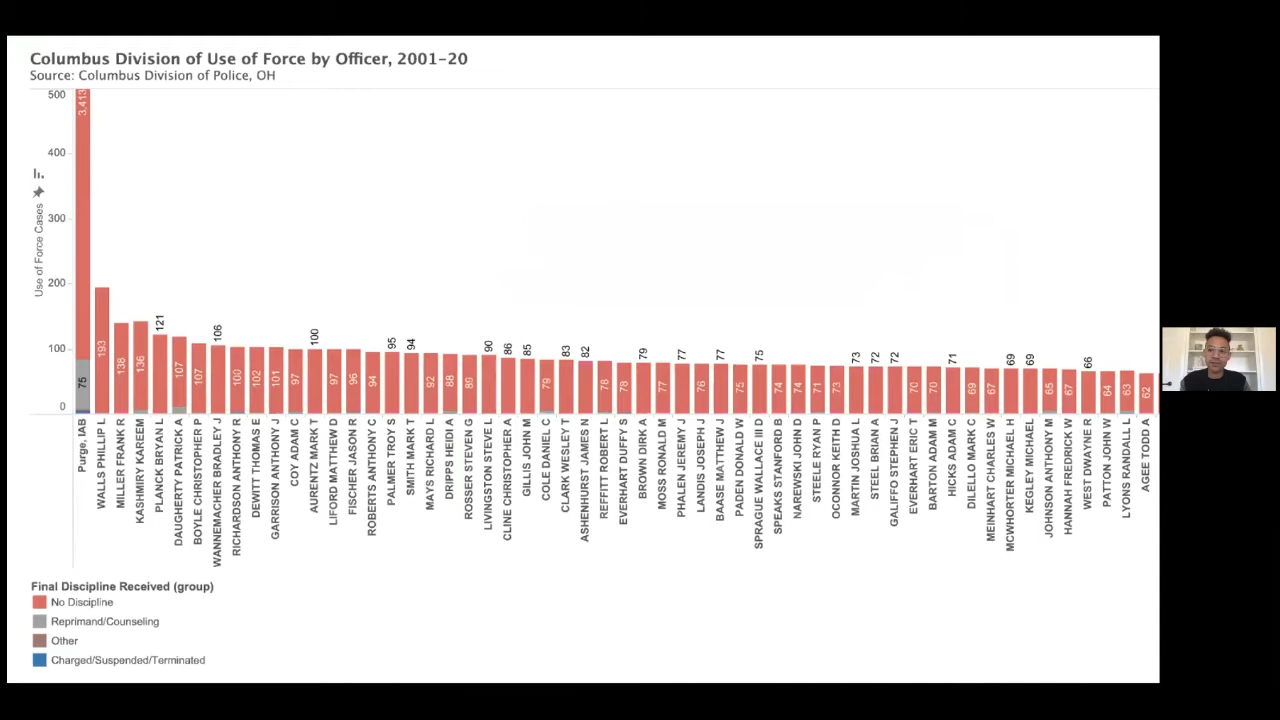 Columbus Division of Use of Force by Officer, 2001-20
Source: Columbus Division of Police, OH
Use of Force Cases
500
400
300
200
100
0
3,413
75
193
138
136
121
107
107
106
100
102
101
97
100
97
96
94
95
94
92
88
89
90
86
85
79
83
82
78
78
79
77
77
76
77
75
75
74
74
71
73
73
72
72
70
70
71
69
67
69
69
65
67
66
64
63
62
Purge, IAB
WALLS PHILLIP L
MILLER FRANK R
KASHMIRY KAREEM
PLANCK BRYAN L
DAUGHERTY PATRICK A
BOYLE CHRISTOPHER P
WANNEMACHER BRADLEY J
RICHARDSON ANTHONY R
DEWITT THOMAS E
GARRISON ANTHONY J
COY ADAM C
AURENTZ MARK T
LIFORD MATTHEW D
FISCHER JASON R
ROBERTS ANTHONY C
PALMER TROY S
SMITH MARK T
MAYS RICHARD L
DRIPPS HEIDI A
ROSSER STEVEN G
LIVINGSTON STEVE L
CLINE CHRISTOPHER A
GILLIS JOHN M
COLE DANIEL C
CLARK WESLEY T
ASHENHURST JAMES N
REFFITT ROBERT L
EVERHART DUFFY S
BROWN DIRK A
MOSS RONALD M
PHALEN JEREMY J
LANDIS JOSEPH J
BAASE MATTHEW J
PADEN DONALD W
SPRAGUE WALLACE III D
SPEAKS STANFORD B
NAREWSKI JOHN D
STEELE RYAN P
OCONNOR KEITH D
MARTIN JOSHUA L
STEEL BRIAN A
GALIFFO STEPHEN J
EVERHART ERIC T
BARTON ADAM M
HICKS ADAM C
DILELLO MARK C
MEINHART CHARLES W
MCWHORTER MICHAEL H
KEGLEY MICHAEL
JOHNSON ANTHONY M
HANNAH FREDRICK W
WEST DWAYNE R
PATTON JOHN W
LYONS RANDALL L
AGEE TODD A
Final Discipline Received (group)
No Discipline
Reprimand/Counseling
Other
Charged/Suspended/Terminated